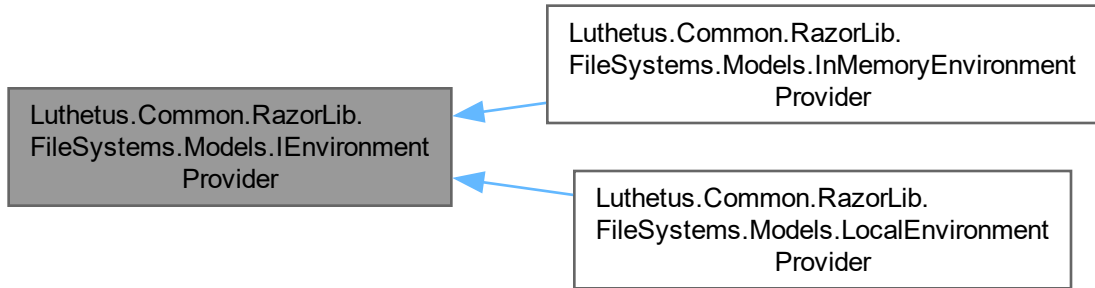 Luthetus.Common.RazorLib.
FileSystems.Models.IEnvironment
Provider
Luthetus.Common.RazorLib.
FileSystems.Models.InMemoryEnvironment
Provider
Luthetus.Common.RazorLib.
FileSystems.Models.LocalEnvironment
Provider